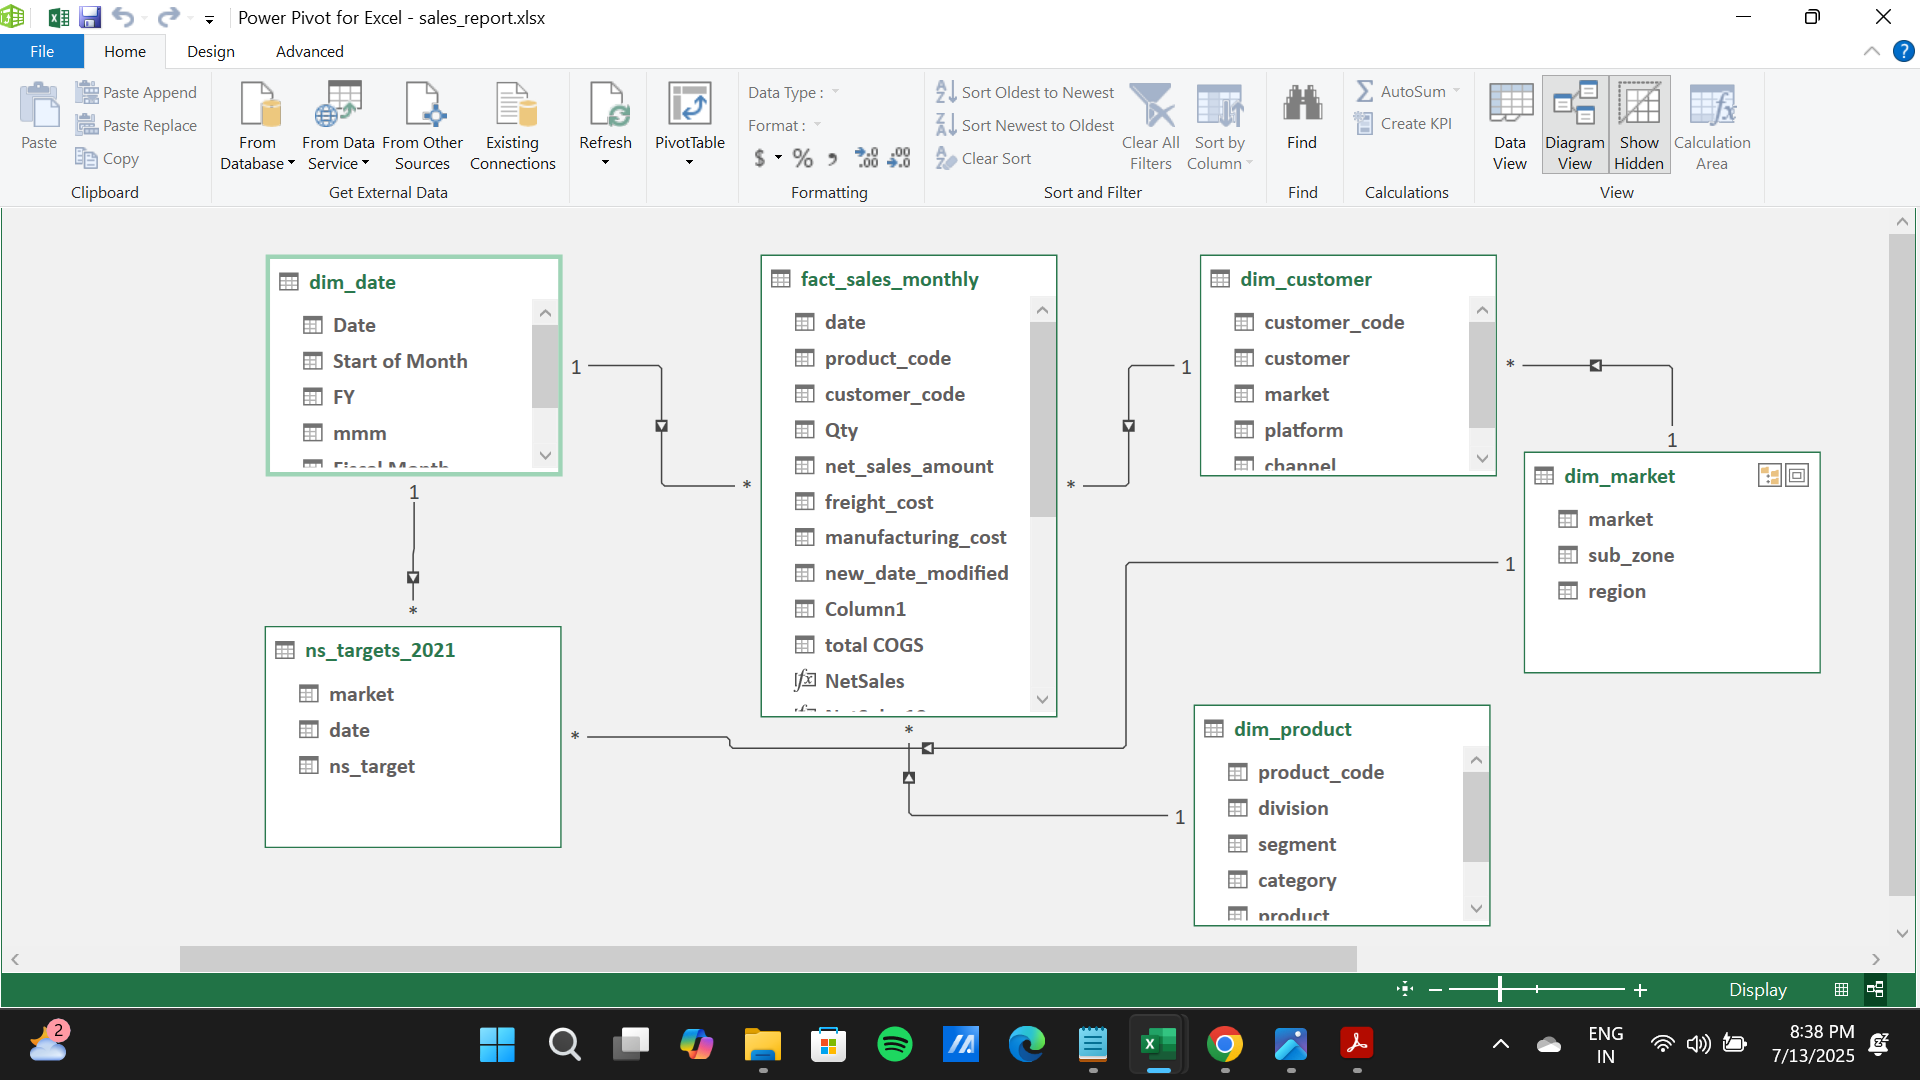 Power Pivot for Excel - sales_report.xlsx
File
Home
Design
Advanced
?
Paste
Paste Append
Paste Replace
Copy
Clipboard
From
Database
From Data
Service
From Other
Sources
Existing
Connections
Get External Data
Refresh
PivotTable
Data Type :
Format :
$ % ,
Formatting
Sort Oldest to Newest
Sort Newest to Oldest
Clear Sort
Clear All
Filters
Sort by
Column
Sort and Filter
Find
Find
AutoSum
Create KPI
Calculations
Data
View
Diagram
View
Show
Hidden
Calculation
Area
View
dim_date
Date
Start of Month
FY
mmm
Fiscal Month
1
*
1
*
fact_sales_monthly
date
product_code
customer_code
Qty
net_sales_amount
freight_cost
manufacturing_cost
new_date_modified
Column1
total COGS
NetSales
*
1
dim_customer
customer_code
customer
market
platform
channel
*
1
dim_market
market
sub_zone
region
1
ns_targets_2021
market
date
ns_target
*
*
1
dim_product
product_code
division
segment
category
product
Display
2
ENG
IN
8:38 PM
7/13/2025